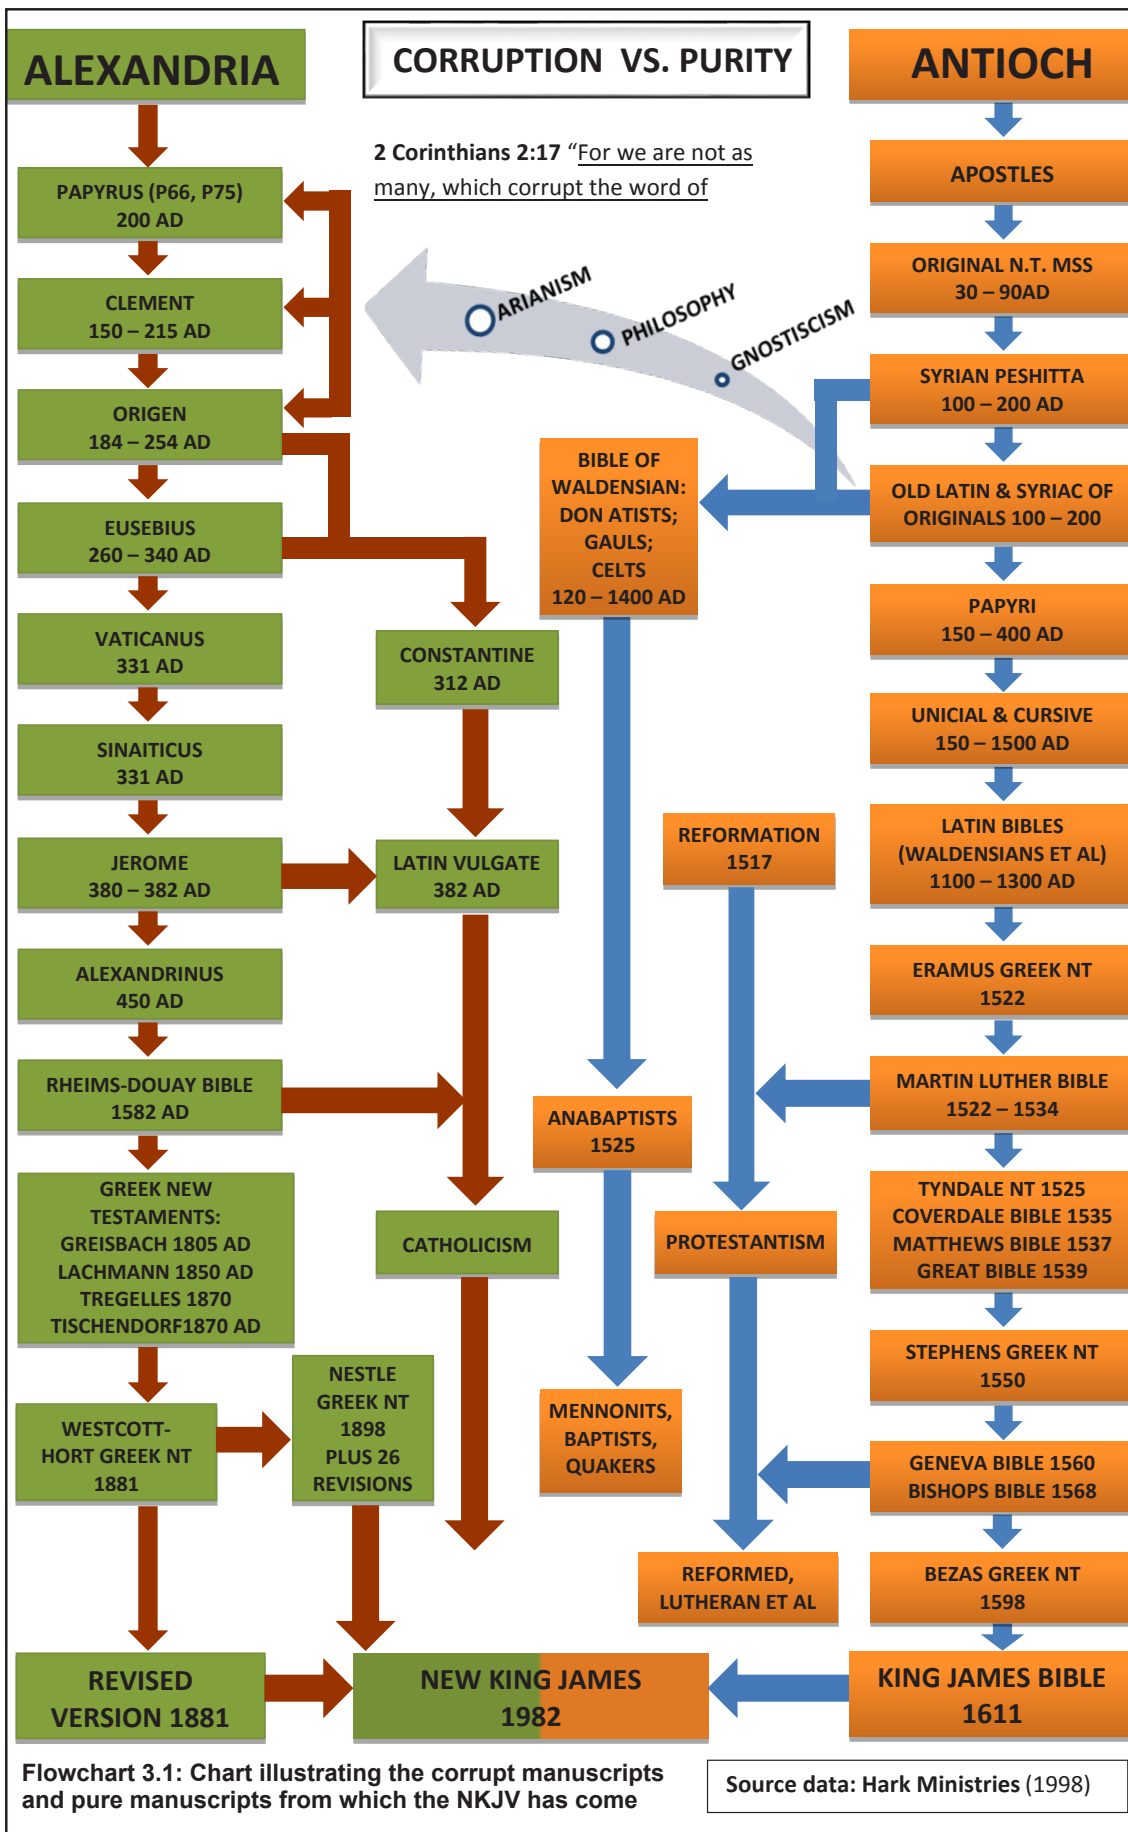 ALEXANDRIA
CORRUPTION VS. PURITY
ANTIOCH
2 Corinthians 2:17 “For we are not as
many, which corrupt the word of
PAPYRUS (P66, P75)
200 AD
CLEMENT
150 – 215 AD
ORIGEN
184 – 254 AD
EUSEBIUS
260 – 340 AD
VATICANUS
331 AD
SINAITICUS
331 AD
JEROME
380 – 382 AD
ALEXANDRINUS
450 AD
RHEIMS-DOUAY BIBLE
1582 AD
GREEK NEW
TESTAMENTS:
GREISBACH 1805 AD
LACHMANN 1850 AD
TREGELLES 1870
TISCHENDORF1870 AD
WESTCOTT-
HORT GREEK NT
1881
REVISED
VERSION 1881
ARIANISM
PHILOSOPHY
GNOSTISCISM
CONSTANTINE
312 AD
LATIN VULGATE
382 AD
CATHOLICISM
NESTLE
GREEK NT
1898
PLUS 26
REVISIONS
BIBLE OF
WALDENSIAN:
DON ATISTS;
GAULS;
CELTS
120 – 1400 AD
ANABAPTISTS
1525
MENNONITS,
BAPTISTS,
QUAKERS
REFORMATION
1517
PROTESTANTISM
REFORMED,
LUTHERAN ET AL
NEW KING JAMES
1982
APOSTLES
ORIGINAL N.T. MSS
30 – 90AD
SYRIAN PESHITTA
100 – 200 AD
OLD LATIN & SYRIAC OF
ORIGINALS 100 – 200
PAPYRI
150 – 400 AD
UNICIAL & CURSIVE
150 – 1500 AD
LATIN BIBLES
(WALDENSIANS ET AL)
1100 – 1300 AD
ERAMUS GREEK NT
1522
MARTIN LUTHER BIBLE
1522 – 1534
TYNDALE NT 1525
COVERDALE BIBLE 1535
MATTHEWS BIBLE 1537
GREAT BIBLE 1539
STEPHENS GREEK NT
1550
GENEVA BIBLE 1560
BISHOPS BIBLE 1568
BEZAS GREEK NT
1598
KING JAMES BIBLE
1611
Flowchart 3.1: Chart illustrating the corrupt manuscripts
and pure manuscripts from which the NKJV has come
Source data: Hark Ministries (1998)